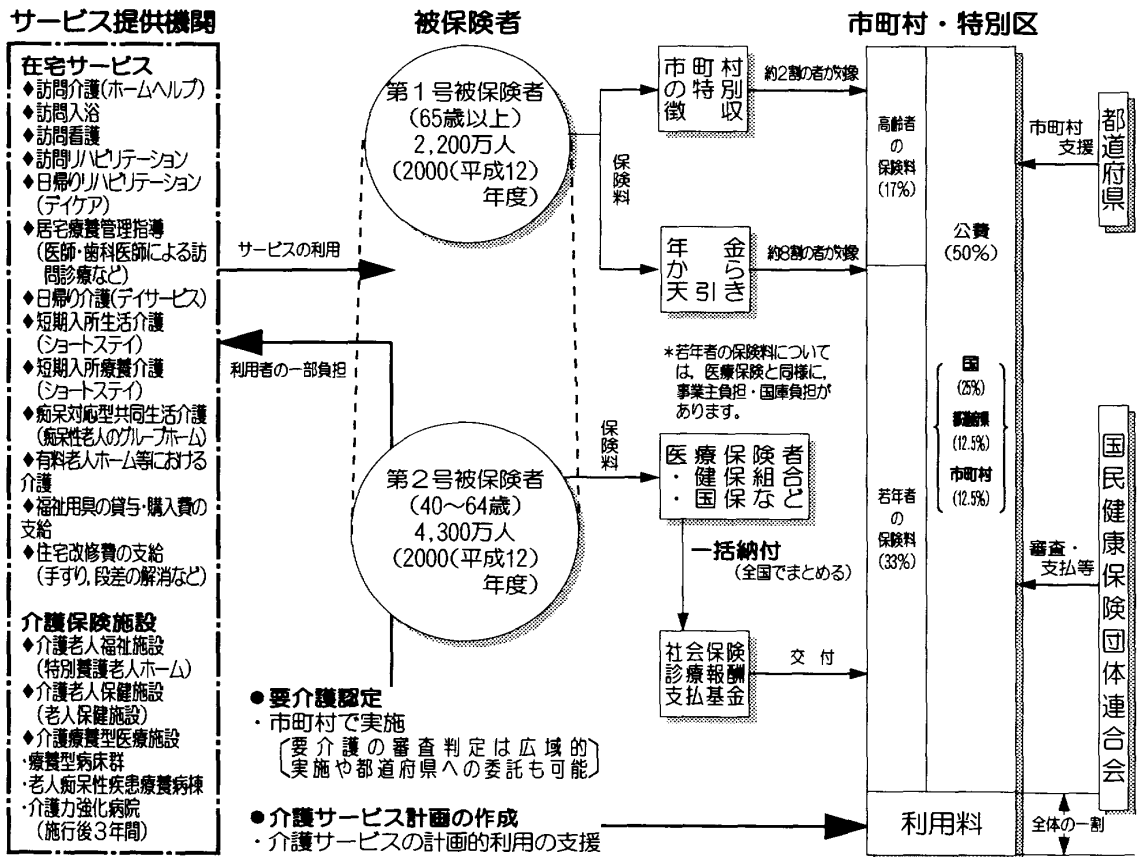 サービス提供機関
在宅サービス
◆訪問介護(ホームヘルプ)
◆訪問入浴
◆訪問看護
◆訪問リハビリテーション
◆日帰りリハビリテーション
(デイケア)
◆居宅療養管理指導
(医師・歯科医師による訪
問診療など)
◆日帰り介護(デイサービス)
◆短期入所生活介護
(ショートステイ)
◆短期入所療養介護
(ショートステイ)
◆痴呆対応型共同生活介護
(痴呆性老人のグループホーム)
◆有料老人ホーム等における
介護
◆福祉用具の貸与・購入費の
支給
◆住宅改修費の支給
(手すり,段差の解消など)
介護保険施設
◆介護老人福祉施設
(特別養護老人ホーム)
◆介護老人保健施設
(老人保健施設)
◆介護療養型医療施設
・療養型病床群
・老人痴呆性疾患療養病棟
・介護力強化病院
(施行後3年間)
サービスの利用
利用者の一部負担
被保険者
第1号被保険者
(65歳以上)
2,200万人
(2000(平成12)
年度)
第2号被保険者
(40～64歳)
4,300万人
(2000(平成12)
年度)
保険料
市町村
の特別
徴収
約2割の者が対象
年金
から
天引き
約8割の者が対象
*若年者の保険料について
は,医療保険と同様に,
事業主負担・国庫負担が
あります。
保険料
医療保険者
・健保組合
・国保など
一括納付
(全国でまとめる)
社会保険
診療報酬
支払基金
交付
●要介護認定
・市町村で実施
〔要介護の審査判定は広域的
実施や都道府県への委託も可能〕
●介護サービス計画の作成
・介護サービスの計画的利用の支援
市町村・特別区
高齢者
の
保険料
(17%)
若年者
の
保険料
(33%)
公費
(50%)
国
(25%)
都道府県
(12.5%)
市町村
(12.5%)
利用料
全体の一割
市町村
支援
都道府県
審査・
支払等
国民健康保険団体連合会